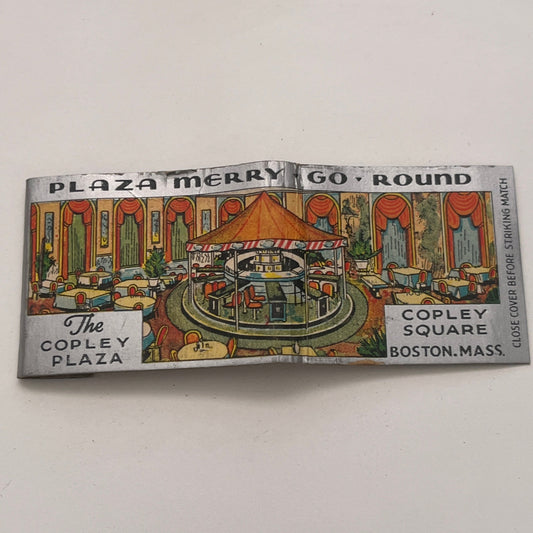 PLAZA MERRY·GO·ROUND
The
COPLEY
PLAZA
COPLEY
SQUARE
BOSTON.MASS.
CLOSE COVER BEFORE STRIKING MATCH